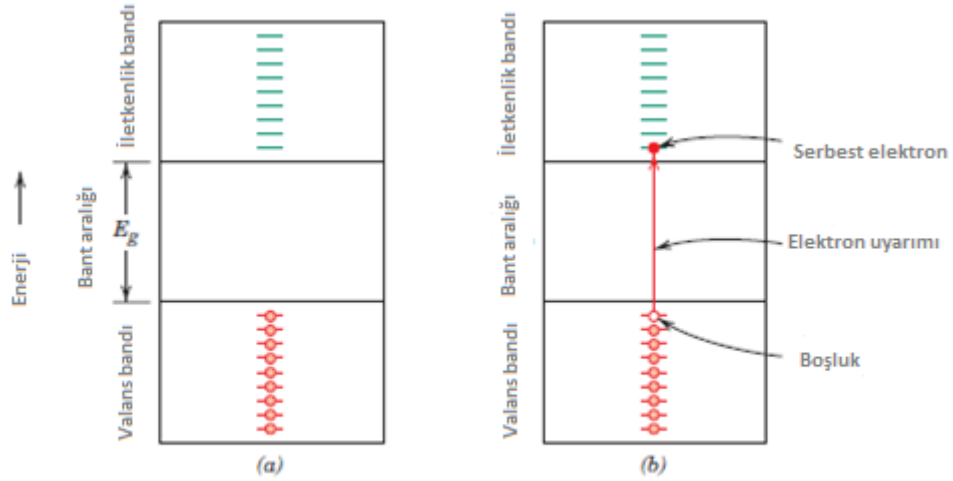 Enerji
İletkenlik bandı
Bant aralığı
E_g
Valans bandı
(a)
İletkenlik bandı
Bant aralığı
Valans bandı
Serbest elektron
Elektron uyarımı
Boşluk
(b)